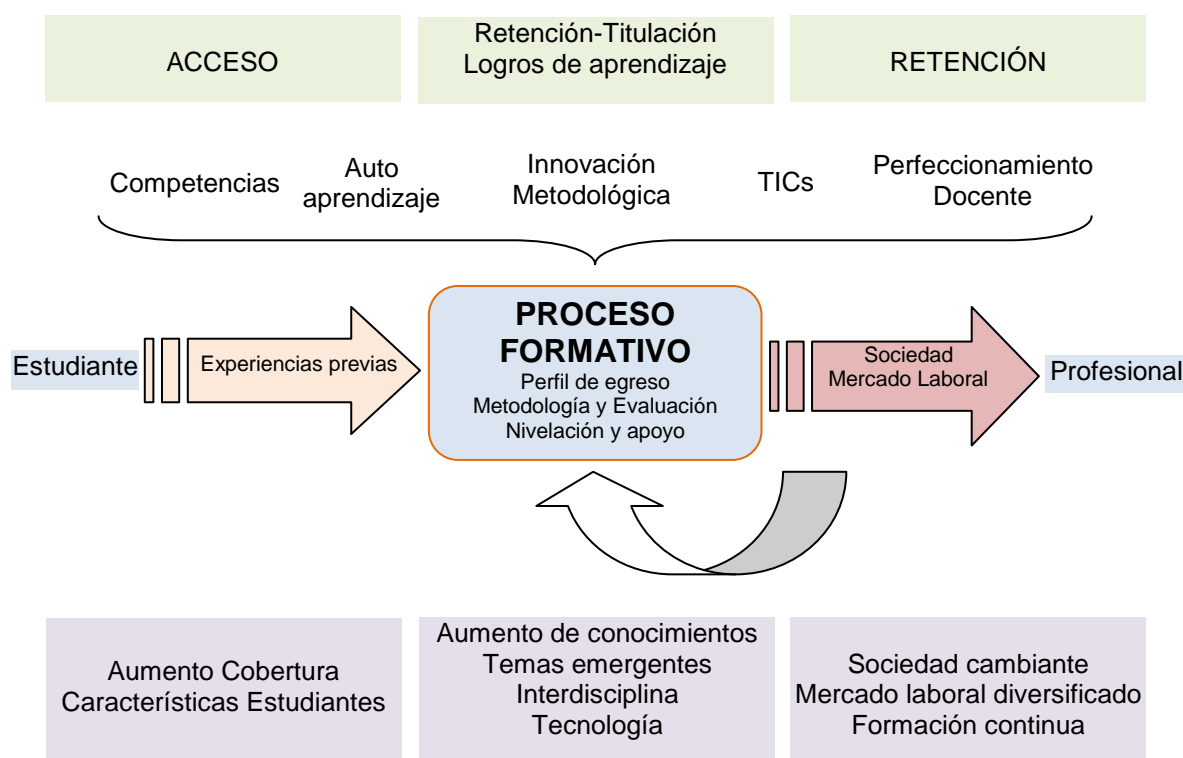 ACCESO
Retención-Titulación
Logros de aprendizaje
RETENCIÓN
Competencias
Auto
aprendizaje
Innovación
Metodológica
TICs
Perfeccionamiento
Docente
Estudiante
Experiencias previas
PROCESO
FORMATIVO
Perfil de egreso
Metodología y Evaluación
Nivelación y apoyo
Sociedad
Mercado Laboral
Profesional
Aumento Cobertura
Características Estudiantes
Aumento de conocimientos
Temas emergentes
Interdisciplina
Tecnología
Sociedad cambiante
Mercado laboral diversificado
Formación continua